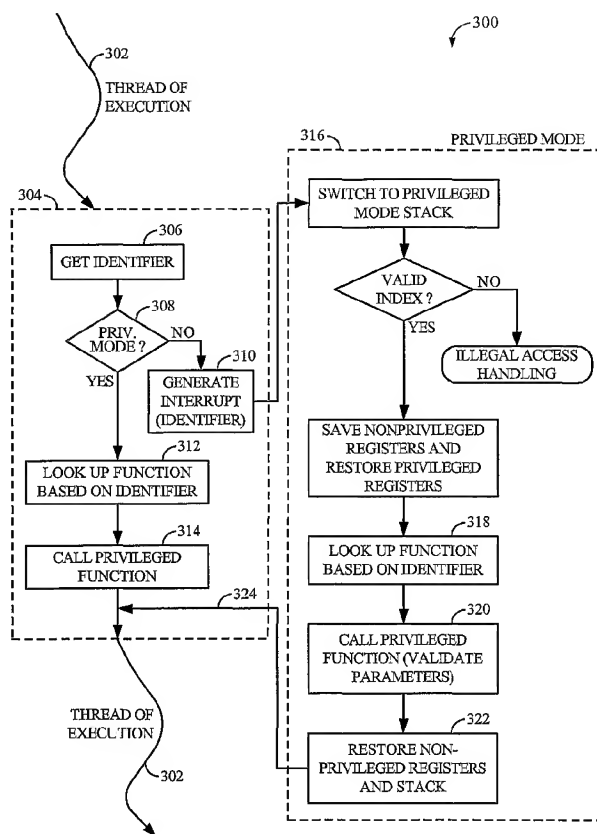 300
302
THREAD OF
EXECUTION
304
306
GET IDENTIFIER
308
PRIV.
MODE ?
NO
YES
310
GENERATE
INTERRUPT
(IDENTIFIER)
312
LOOK UP FUNCTION
BASED ON IDENTIFIER
314
CALL PRIVILEGED
FUNCTION
324
THREAD OF
EXECUTION
302
316
PRIVILEGED MODE
SWITCH TO PRIVILEGED
MODE STACK
VALID
INDEX ?
NO
YES
ILLEGAL ACCESS
HANDLING
SAVE NONPRIVILEGED
REGISTERS AND
RESTORE PRIVILEGED
REGISTERS
318
LOOK UP FUNCTION
BASED ON IDENTIFIER
320
CALL PRIVILEGED
FUNCTION (VALIDATE
PARAMETERS)
322
RESTORE NON-
PRIVILEGED REGISTERS
AND STACK